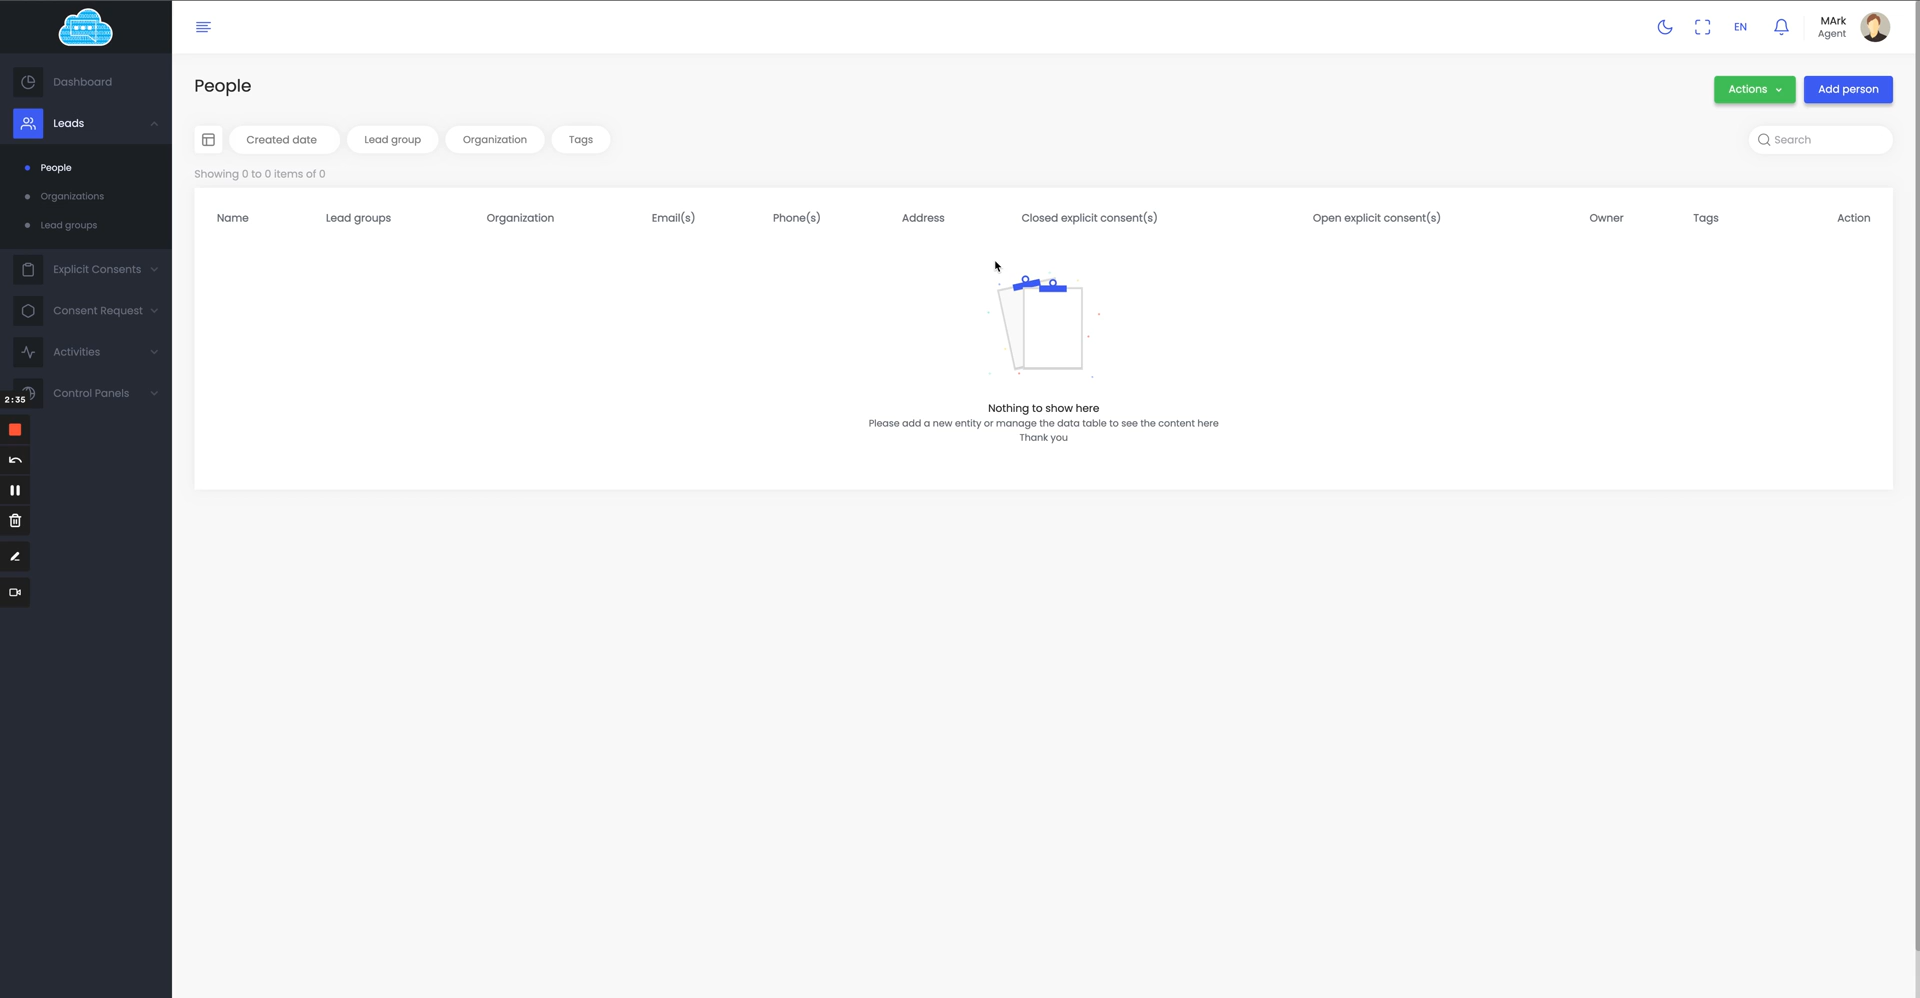 EN
MArk
Agent
Dashboard
Leads
People
Organizations
Lead groups
Explicit Consents
Consent Request
Activities
Control Panels
2:35
People
Actions
Add person
Created date
Lead group
Organization
Tags
Search
Showing 0 to 0 items of 0
Name Lead groups Organization Email(s) Phone(s) Address Closed explicit consent(s) Open explicit consent(s) Owner Tags Action
Nothing to show here
Please add a new entity or manage the data table to see the content here
Thank you